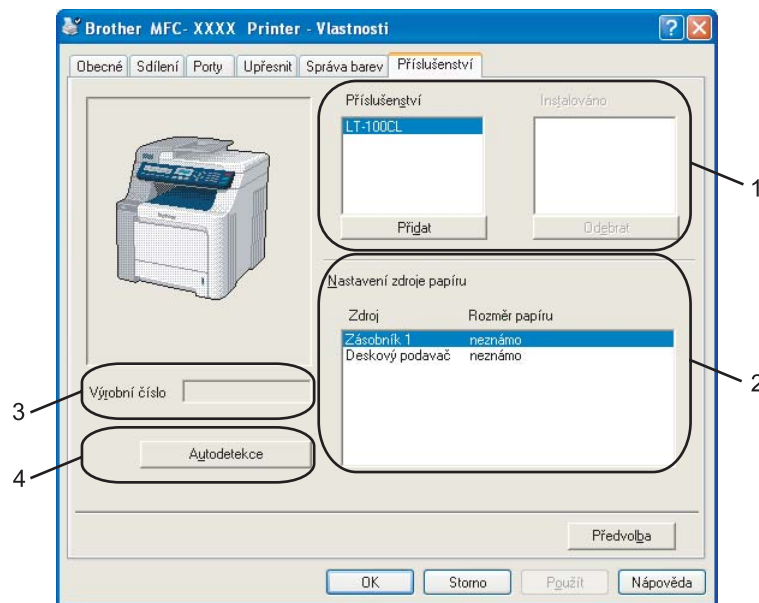 Brother MFC- XXXX Printer - Vlastnosti
Obecné Sdílení Porty Upřesnit Správa barev Příslušenství
Příslušenství Instalováno
LT-100CL
Přidat Odebrat
1
Nastavení zdroje papíru
Zdroj Rozměr papíru
Zásobník 1 neznámo
Deskový podavač neznámo
2
Výrobní číslo
3
Autodetekce
4
Předvolba
OK Storno Použít Nápověda